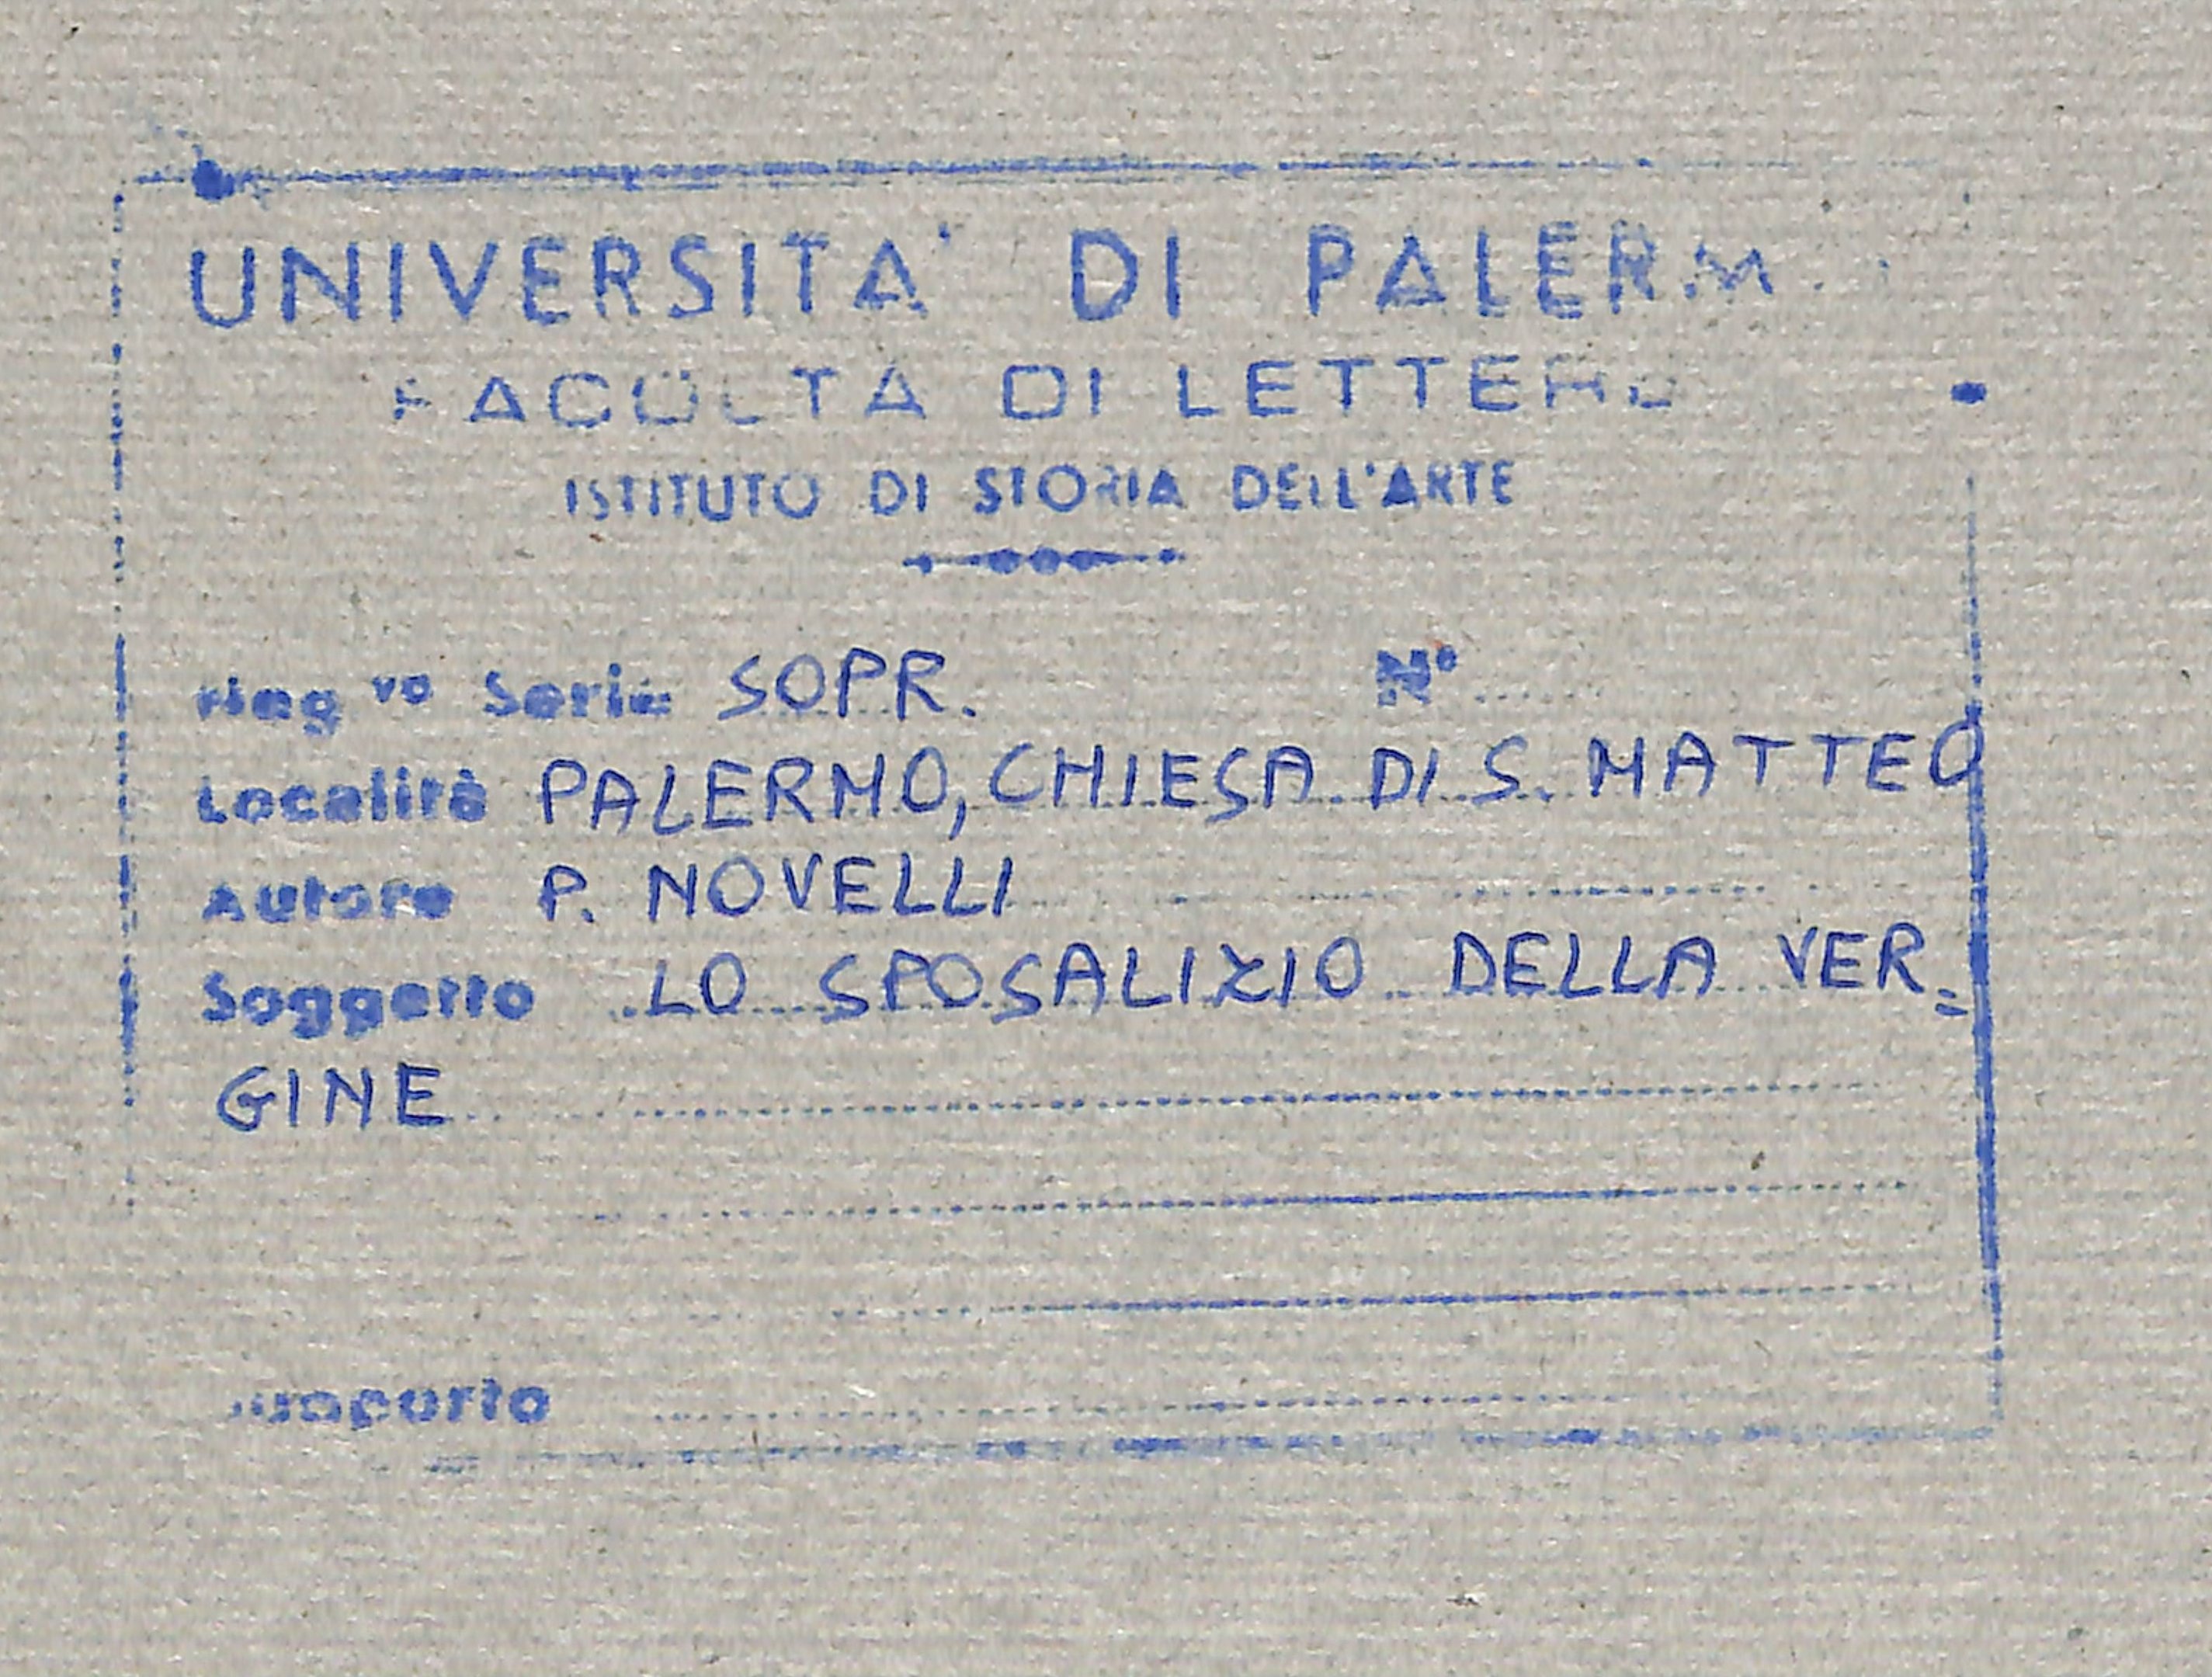 UNIVERSITA' DI PALERM
FACOLTA DI LETTERE
ISTITUTO DI STORIA DELL'ARTE
Neg vo Serie SOPR. N°
Località PALERMO, CHIESA DI S. MATTEO
Autore P. NOVELLI
Soggetto LO SPOSALIZIO DELLA VER=
GINE